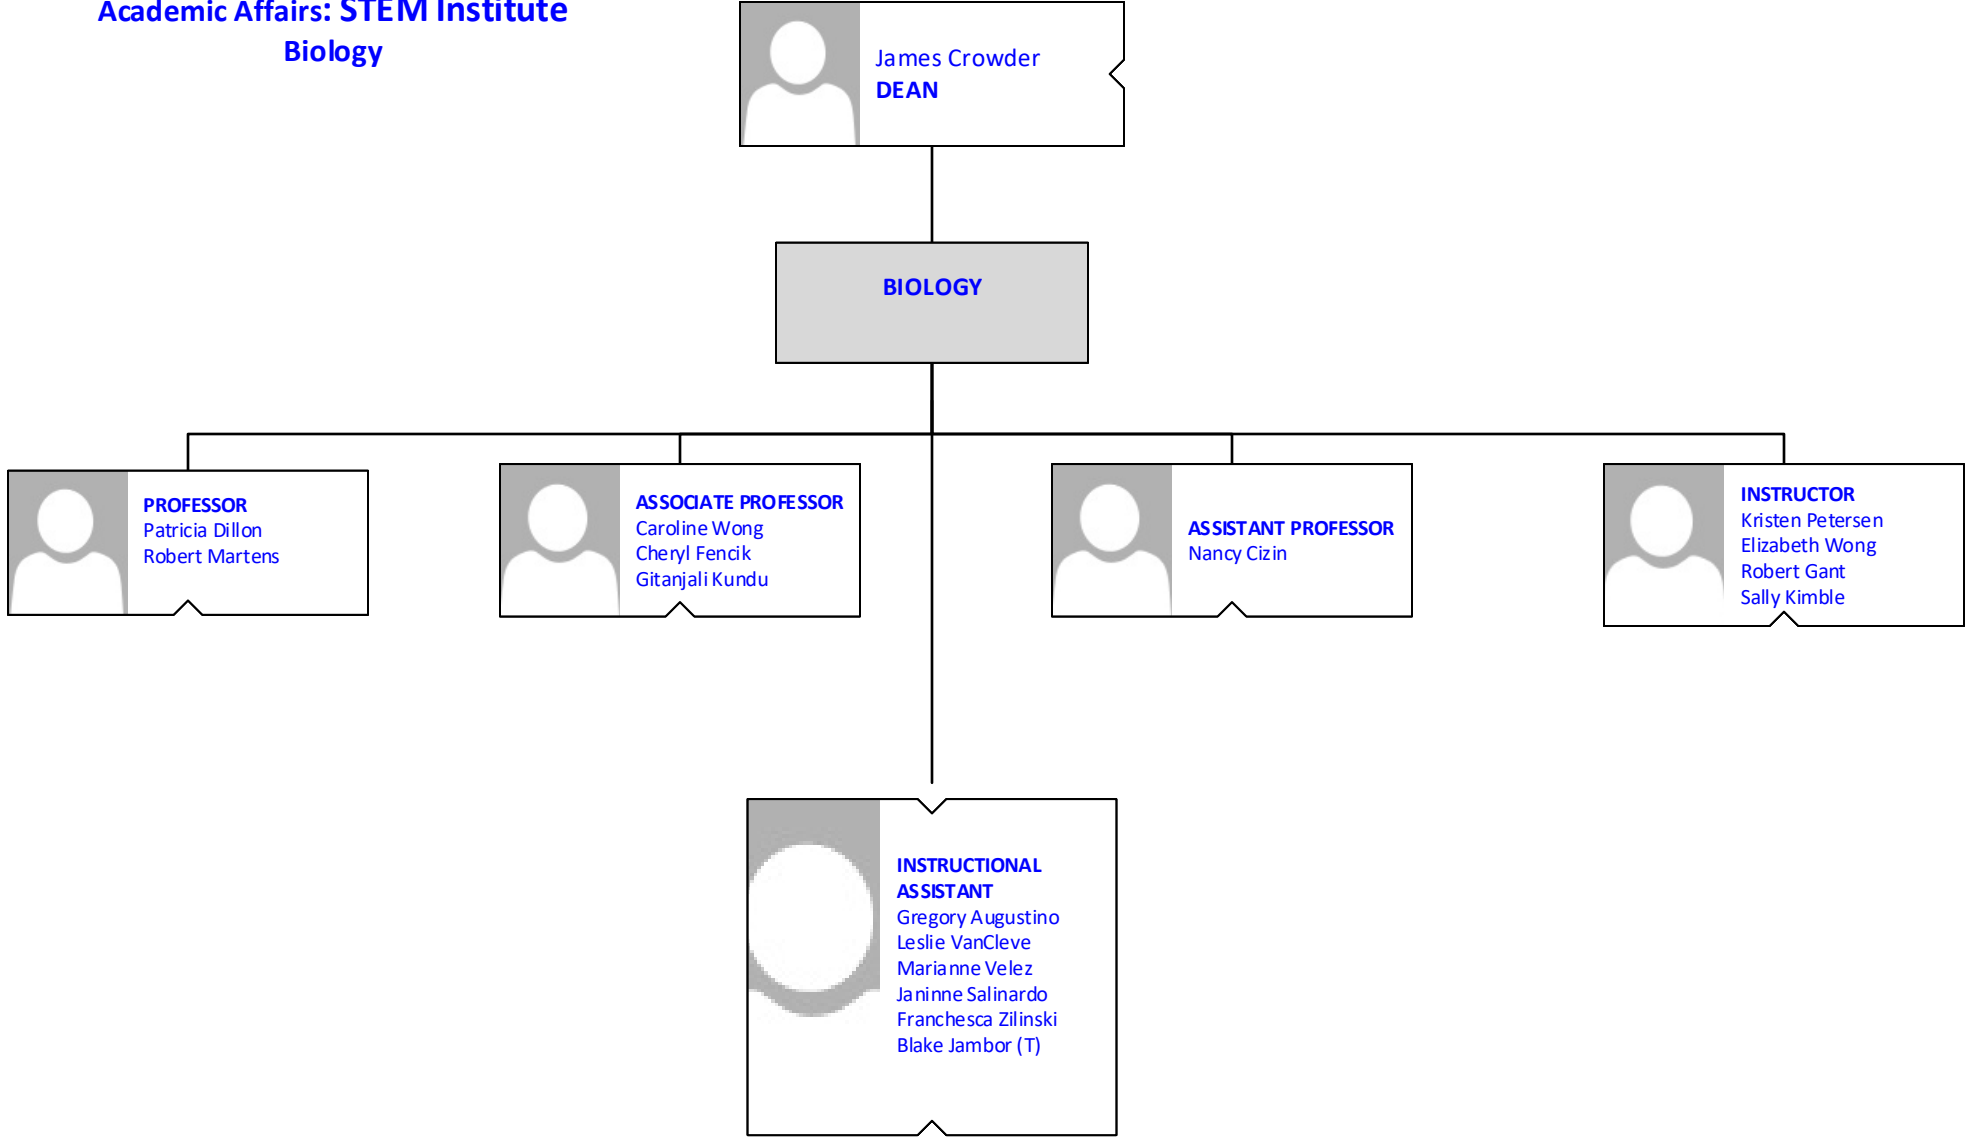 Academic Affairs: STEM Institute
Biology
James Crowder
DEAN
BIOLOGY
PROFESSOR
Patricia Dillon
Robert Martens
ASSOCIATE PROFESSOR
Caroline Wong
Cheryl Fencik
Gitanjali Kundu
ASSISTANT PROFESSOR
Nancy Cizin
INSTRUCTOR
Kristen Petersen
Elizabeth Wong
Robert Gant
Sally Kimble
INSTRUCTIONAL
ASSISTANT
Gregory Augustino
Leslie VanCleve
Marianne Velez
Janinne Salinardo
Franchesca Zilinski
Blake Jambor (T)